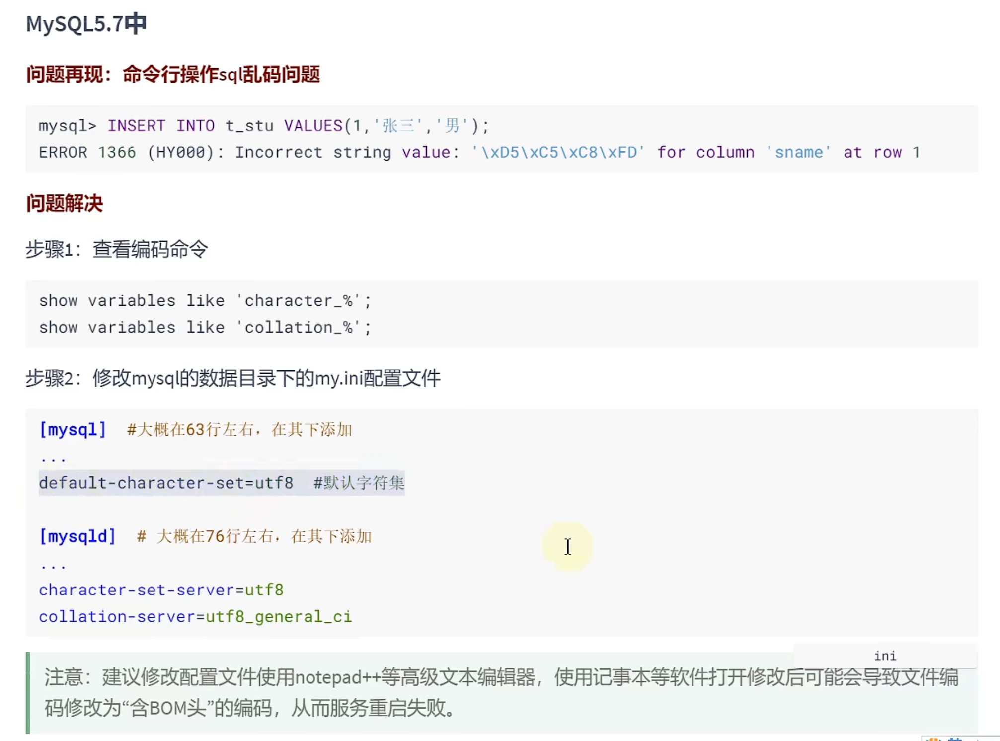 MySQL5.7中
问题再现：命令行操作sql乱码问题
mysql> INSERT INTO t_stu VALUES(1,'张三','男');
ERROR 1366 (HY000): Incorrect string value: '\xD5\xC5\xC8\xFD' for column 'sname' at row 1
问题解决
步骤1：查看编码命令
show variables like 'character_%';
show variables like 'collation_%';
步骤2：修改mysql的数据目录下的my.ini配置文件
[mysql]  #大概在63行左右，在其下添加
...
default-character-set=utf8  #默认字符集
[mysqld]  # 大概在76行左右，在其下添加
...
character-set-server=utf8
collation-server=utf8_general_ci
ini
注意：建议修改配置文件使用notepad++等高级文本编辑器，使用记事本等软件打开修改后可能会导致文件编
码修改为“含BOM头”的编码，从而服务重启失败。